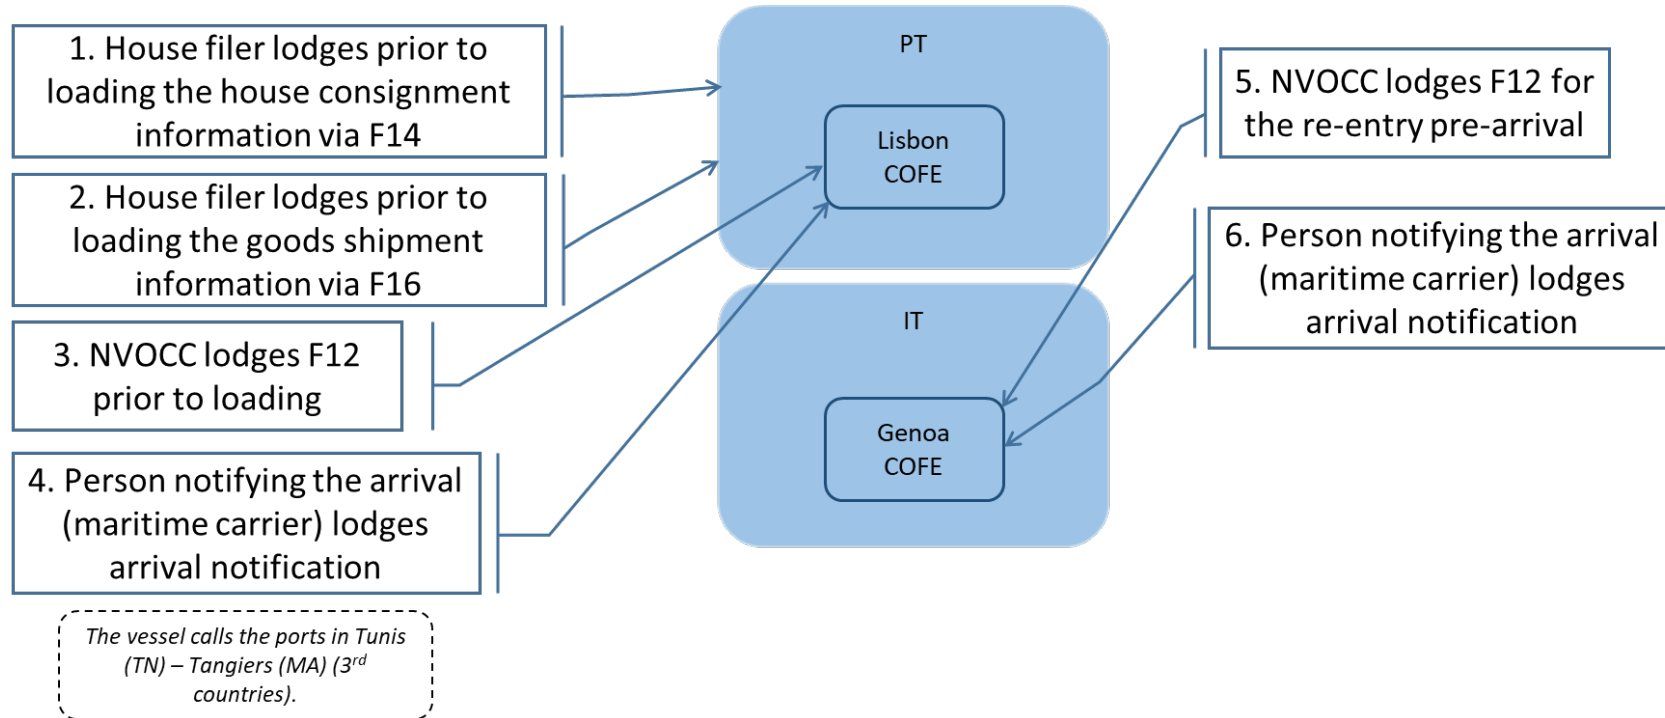 1. House filer lodges prior to
loading the house consignment
information via F14
2. House filer lodges prior to
loading the goods shipment
information via F16
3. NVOCC lodges F12
prior to loading
4. Person notifying the arrival
(maritime carrier) lodges
arrival notification
The vessel calls the ports in Tunis
(TN) – Tangiers (MA) (3rd
countries).
PT
Lisbon
COFE
IT
Genoa
COFE
5. NVOCC lodges F12 for
the re-entry pre-arrival
6. Person notifying the arrival
(maritime carrier) lodges
arrival notification